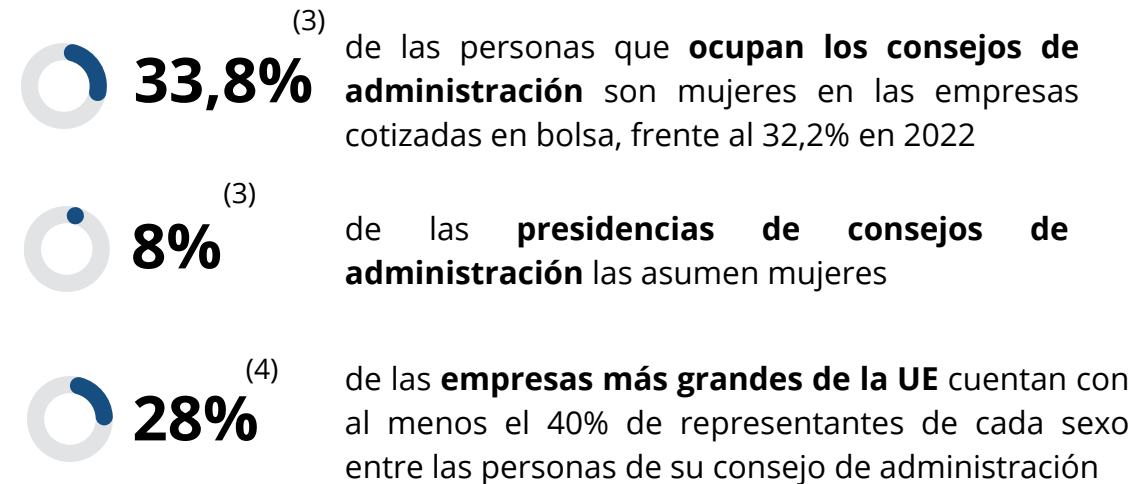 (3)
33,8%
de las personas que ocupan los consejos de
administración son mujeres en las empresas
cotizadas en bolsa, frente al 32,2% en 2022
(3)
8%
de las presidencias de consejos de
administración las asumen mujeres
(4)
28%
de las empresas más grandes de la UE cuentan con
al menos el 40% de representantes de cada sexo
entre las personas de su consejo de administración